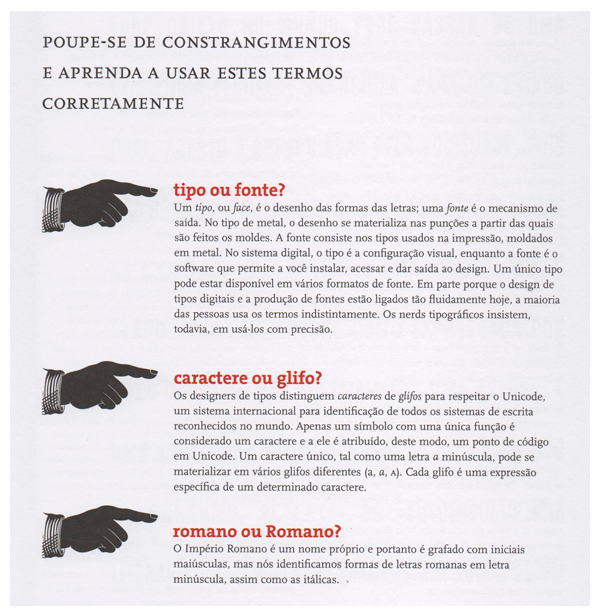 POUPE-SE DE CONSTRANGIMENTOS
E APRENDA A USAR ESTES TERMOS
CORRETAMENTE
tipo ou fonte?
Um tipo, ou face, é o desenho das formas das letras; uma fonte é o mecanismo de
saída. No tipo de metal, o desenho se materializa nas punções a partir das quais
são feitos os moldes. A fonte consiste nos tipos usados na impressão, moldados
em metal. No sistema digital, o tipo é a configuração visual, enquanto a fonte é o
software que permite a você instalar, acessar e dar saída ao design. Um único tipo
pode estar disponível em vários formatos de fonte. Em parte porque o design de
tipos digitais e a produção de fontes estão ligados tão fluidamente hoje, a maioria
das pessoas usa os termos indistintamente. Os nerds tipográficos insistem,
todavia, em usá-los com precisão.
caractere ou glifo?
Os designers de tipos distinguem caracteres de glifos para respeitar o Unicode,
um sistema internacional para identificação de todos os sistemas de escrita
reconhecidos no mundo. Apenas um símbolo com uma única função é
considerado um caractere e a ele é atribuído, deste modo, um ponto de código
em Unicode. Um caractere único, tal como uma letra a minúscula, pode se
materializar em vários glifos diferentes (a, a, A). Cada glifo é uma expressão
específica de um determinado caractere.
romano ou Romano?
O Império Romano é um nome próprio e portanto é grafado com iniciais
maiúsculas, mas nós identificamos formas de letras romanas em letra
minúscula, assim como as itálicas.